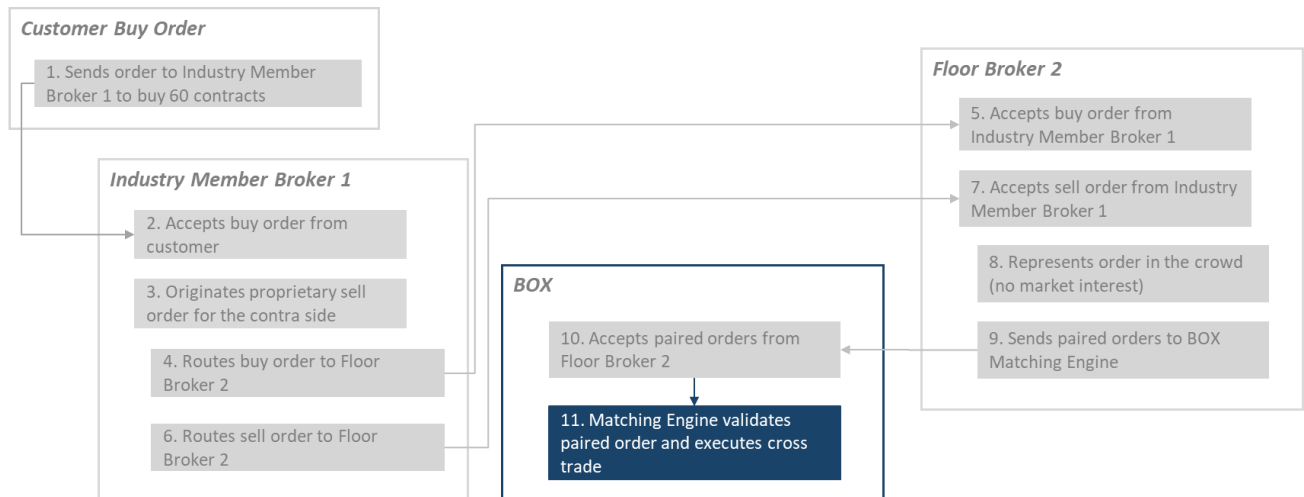 Customer Buy Order
1. Sends order to Industry Member
Broker 1 to buy 60 contracts
Industry Member Broker 1
2. Accepts buy order from
customer
3. Originates proprietary sell
order for the contra side
4. Routes buy order to Floor
Broker 2
6. Routes sell order to Floor
Broker 2
BOX
10. Accepts paired orders from
Floor Broker 2
11. Matching Engine validates
paired order and executes cross
trade
Floor Broker 2
5. Accepts buy order from
Industry Member Broker 1
7. Accepts sell order from Industry
Member Broker 1
8. Represents order in the crowd
(no market interest)
9. Sends paired orders to BOX
Matching Engine